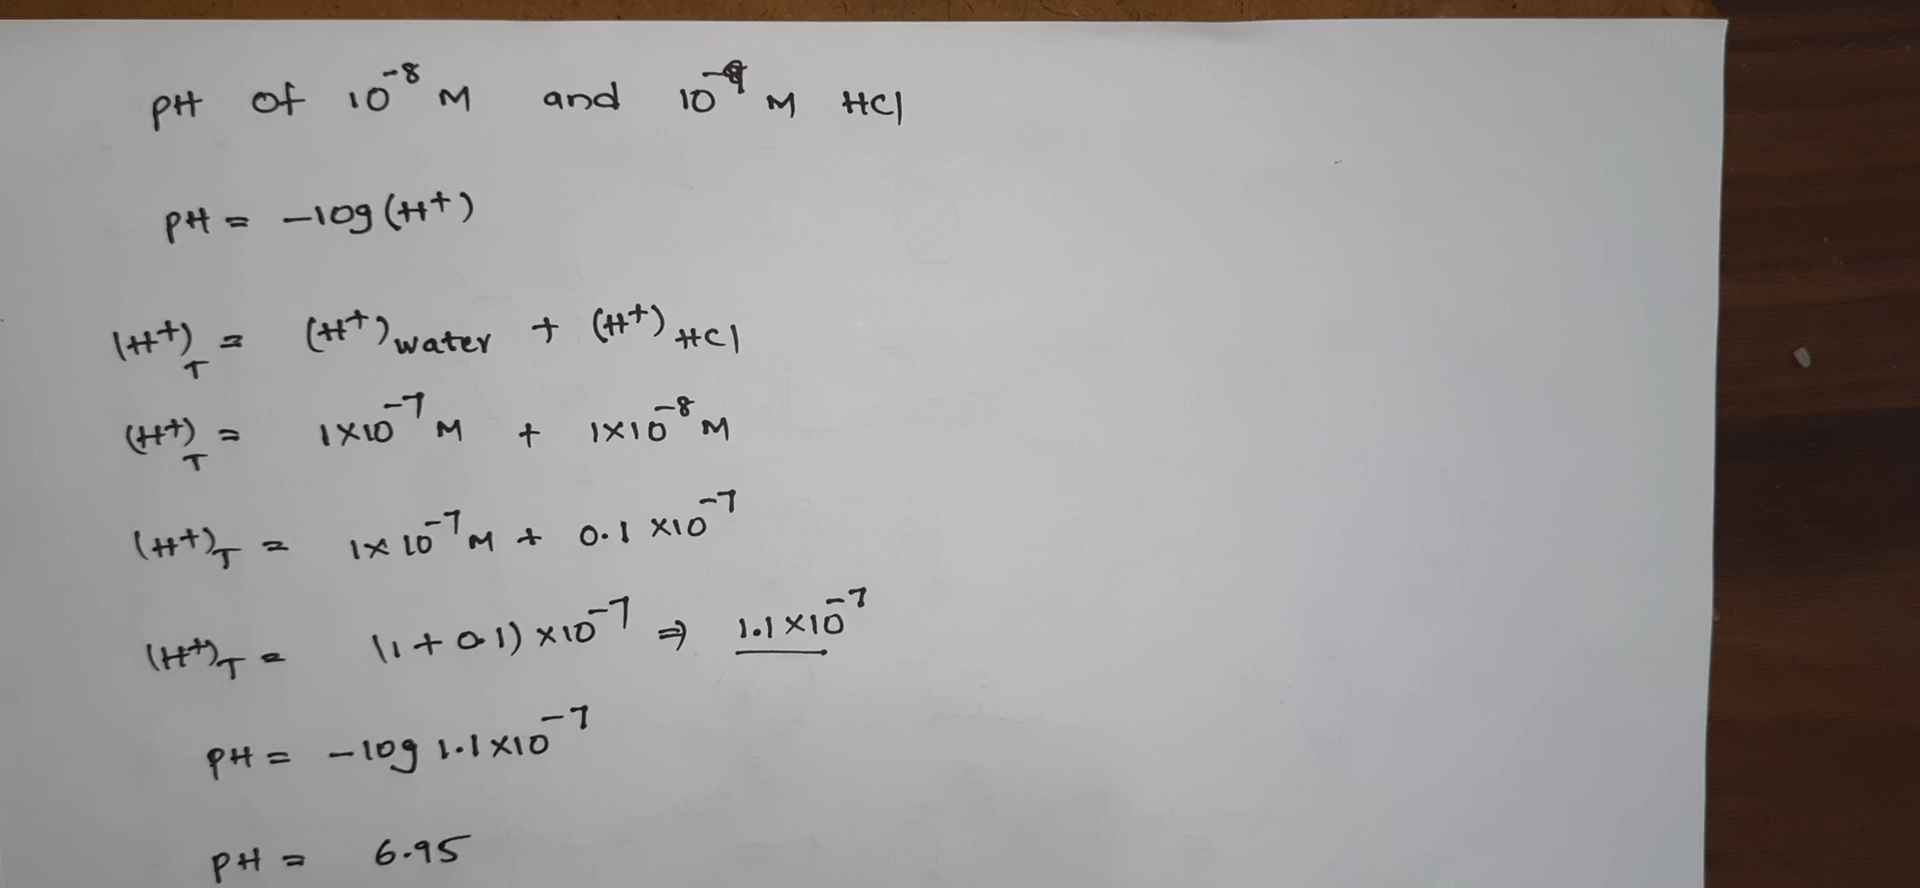 PH of 10⁻⁸ M and 10⁻⁹ M HCl
PH = -log (H⁺)
(H⁺)T = (H⁺) water + (H⁺) HCl
(H⁺)T = 1×10⁻⁷ M + 1×10⁻⁸ M
(H⁺)T = 1×10⁻⁷ M + 0.1×10⁻⁷
(H⁺)T = (1+0.1)×10⁻⁷ ⇒ 1.1×10⁻⁷
PH = -log 1.1×10⁻⁷
PH = 6.95